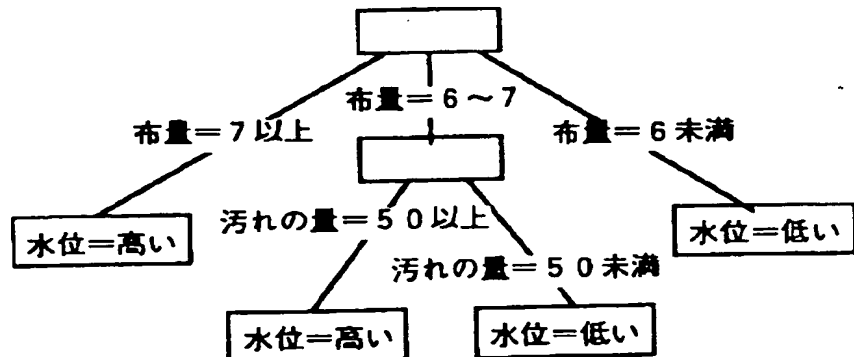 布量＝6～7
布量＝7以上
布量＝6未満
汚れの量＝50以上
水位＝高い
水位＝低い
汚れの量＝50未満
水位＝高い
水位＝低い